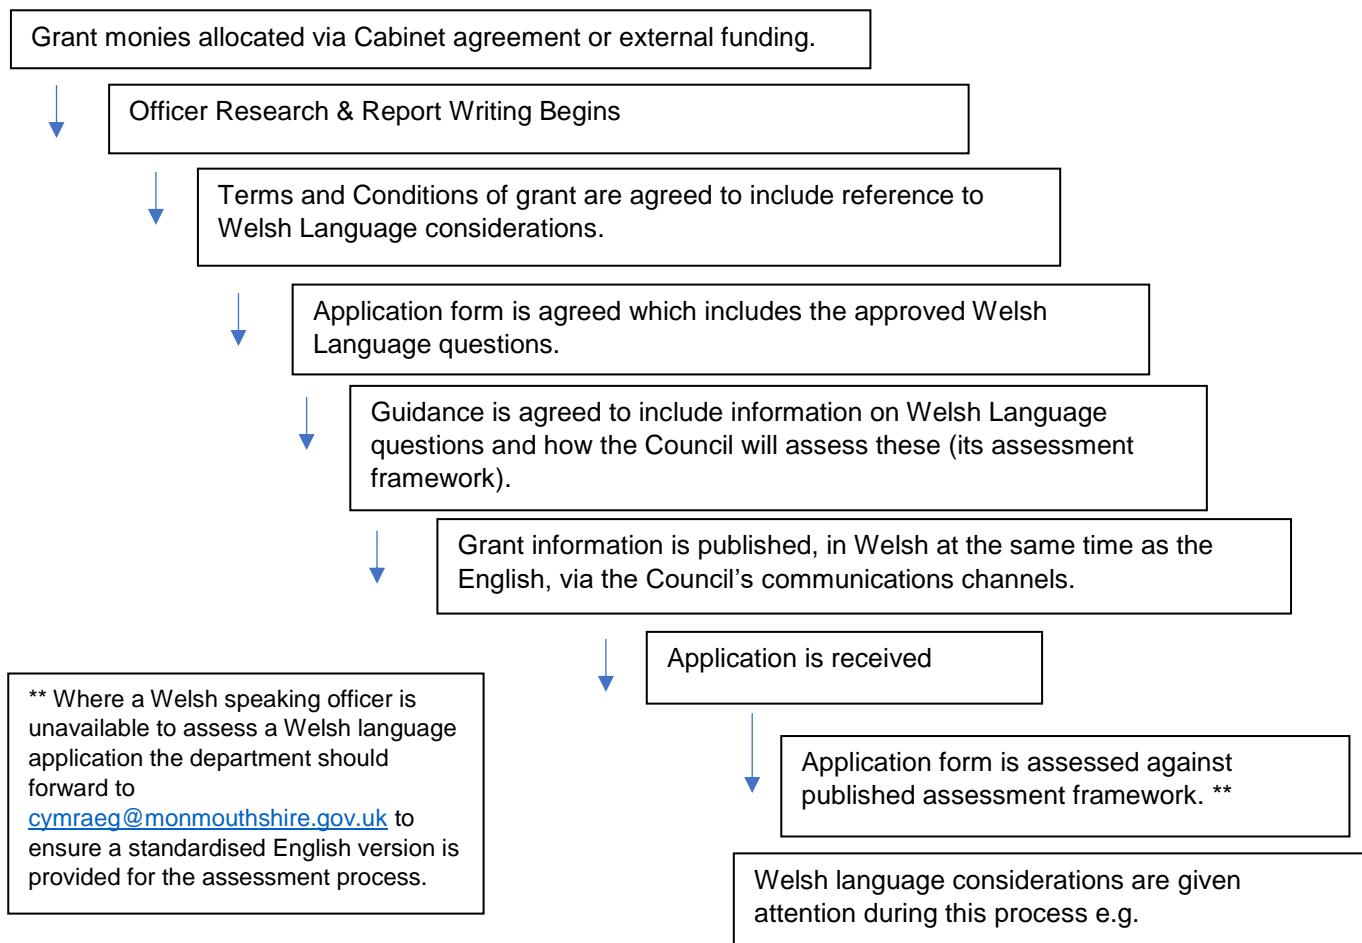 Grant monies allocated via Cabinet agreement or external funding.
Officer Research & Report Writing Begins
Terms and Conditions of grant are agreed to include reference to
Welsh Language considerations.
Application form is agreed which includes the approved Welsh
Language questions.
Guidance is agreed to include information on Welsh Language
questions and how the Council will assess these (its assessment
framework).
Grant information is published, in Welsh at the same time as the
English, via the Council’s communications channels.
Application is received
** Where a Welsh speaking officer is
unavailable to assess a Welsh language
application the department should
forward to
cymraeg@monmouthshire.gov.uk to
ensure a standardised English version is
provided for the assessment process.
Application form is assessed against
published assessment framework. **
Welsh language considerations are given
attention during this process e.g.